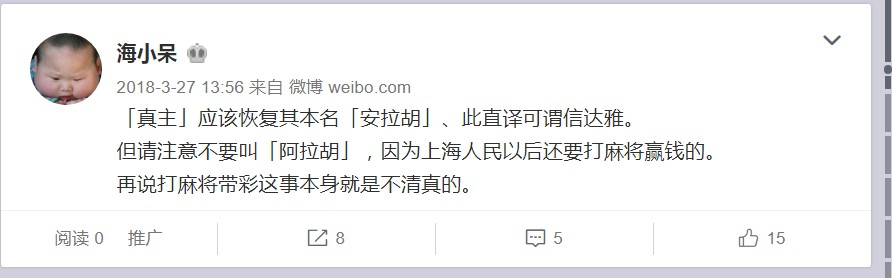 海小呆
2018-3-27 13:56 来自 微博 weibo.com
「真主」应该恢复其本名「安拉胡」、此直译可谓信达雅。
但请注意不要叫「阿拉胡」，因为上海人民以后还要打麻将赢钱的。
再说打麻将带彩这事本身就是不清真的。
阅读 0 推广 8 5 15